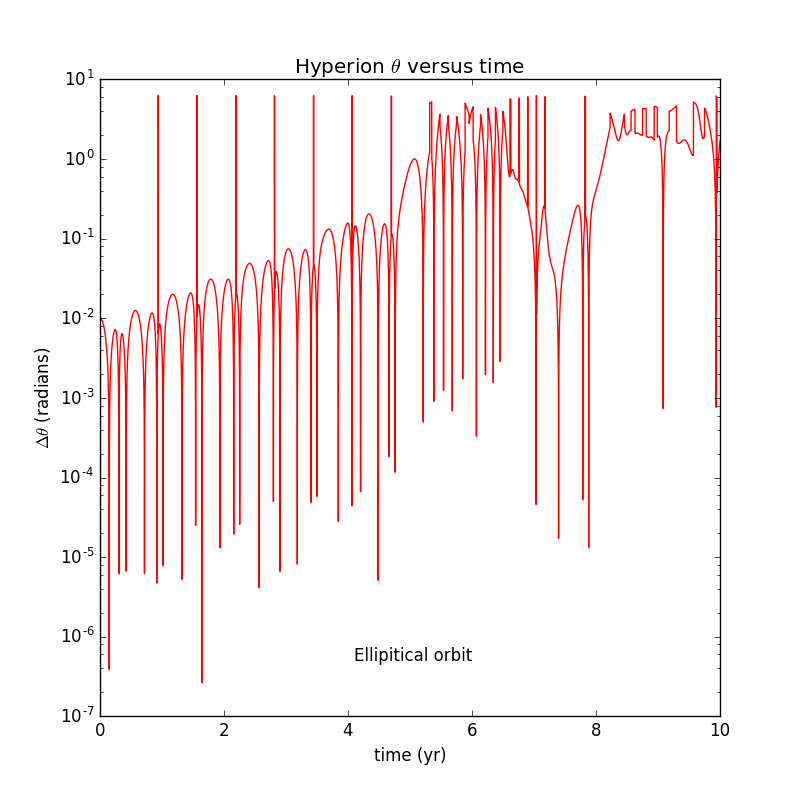 Hyperion θ versus time
10^1
10^0
10^-1
10^-2
10^-3
10^-4
10^-5
10^-6
10^-7
Δθ (radians)
Ellipitical orbit
0 2 4 6 8 10
time (yr)